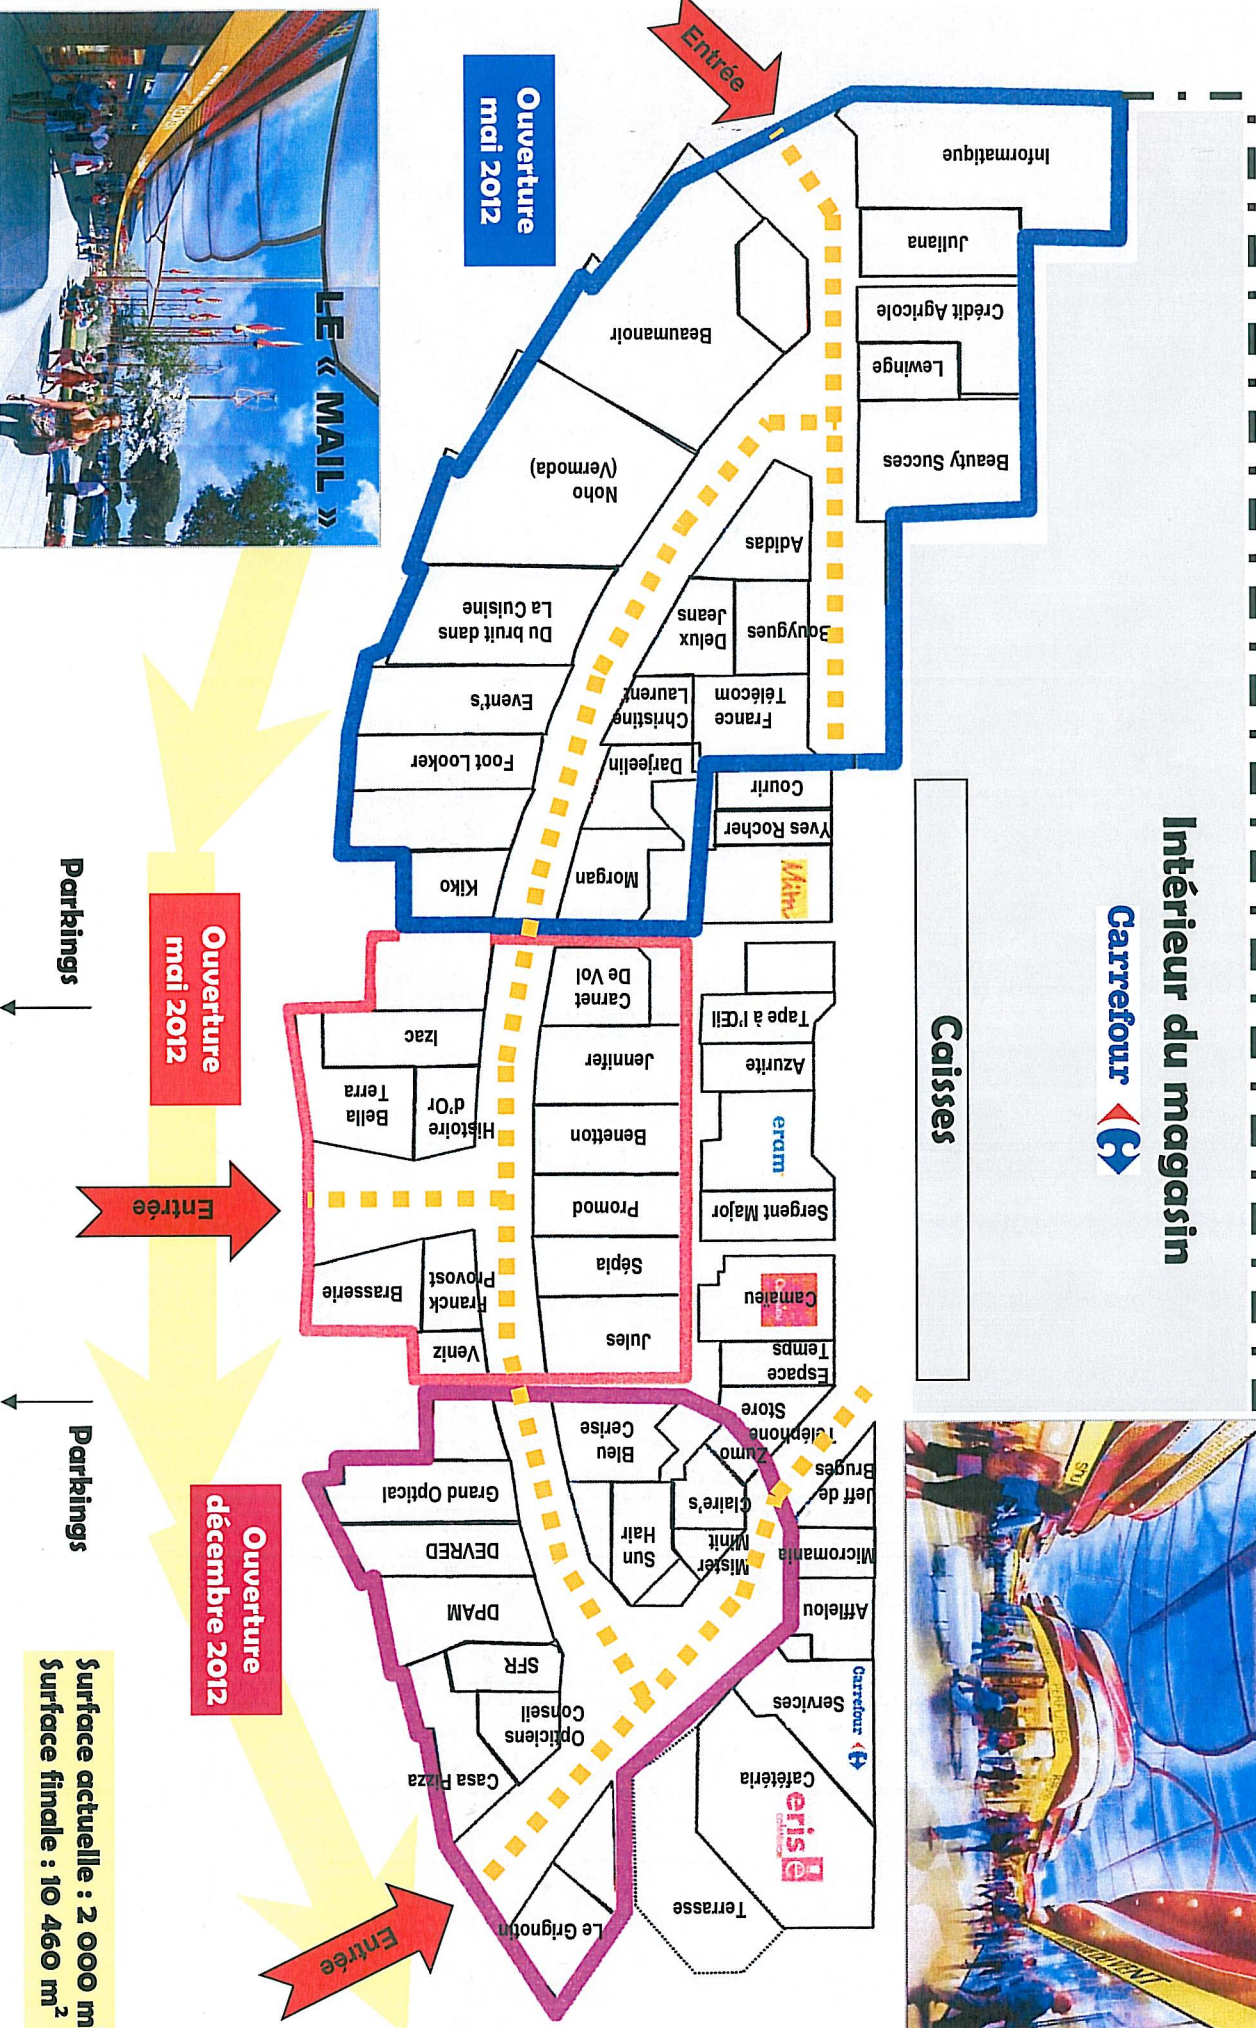 LE « MAIL »
Ouverture
mai 2012
Entrée
Informatique
Juliana
Crédit Agricole
Lewinge
Beauty Succes
Beaumanoir
Noho
(Vermoda)
Adidas
Bouygues
Delux
Jeans
Du bruit dans
La Cuisine
Event's
Foot Looker
Kiko
France
Télécom
Christine
Laurent
Darjeelin
Morgan
Courir
Yves Rocher
Mim
Intérieur du magasin
Carrefour
Caisses
Ouverture
mai 2012
Parkings
Entrée
Carnet
De Vol
Jennifer
Benetton
Promod
Sépia
Jules
Izac
Histoire
d'Or
Bella
Terra
Brasserie
Franck
Provost
Veniz
Tape à l'Œil
Azurite
eram
Sergent Major
Camaïeu
Espace
Temps
Téléphone
Store
Zumo
Jeff de
Bruges
Micromania
Afflelou
Carrefour
Services
Cafétéria
eris
Terrasse
Bleu
Cerise
Claire's
Mister
Minit
Sun
Hair
Grand Optical
DEVRED
DPAM
SFR
Opticiens
Conseil
Casa Pizza
Le Grignotin
Parkings
Ouverture
décembre 2012
Entrée
Surface actuelle : 2 000 m
Surface finale : 10 460 m²